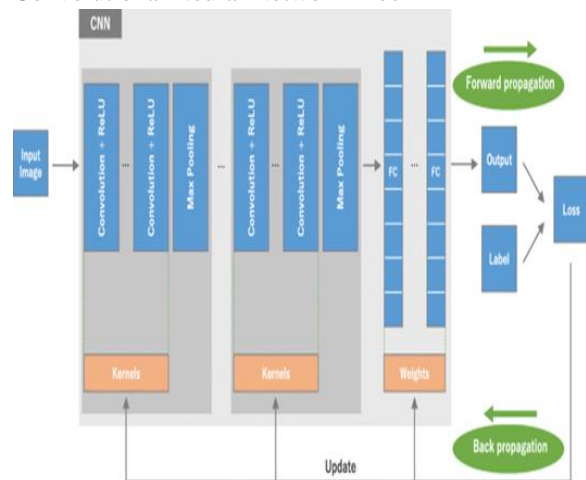 CNN
Forward propagation
Input
Image
Convolution + ReLU
...
Convolution + ReLU
Max Pooling
...
Convolution + ReLU
...
Convolution + ReLU
Max Pooling
FC
...
FC
Output
Label
Loss
Kernels
Kernels
Weights
Back propagation
Update